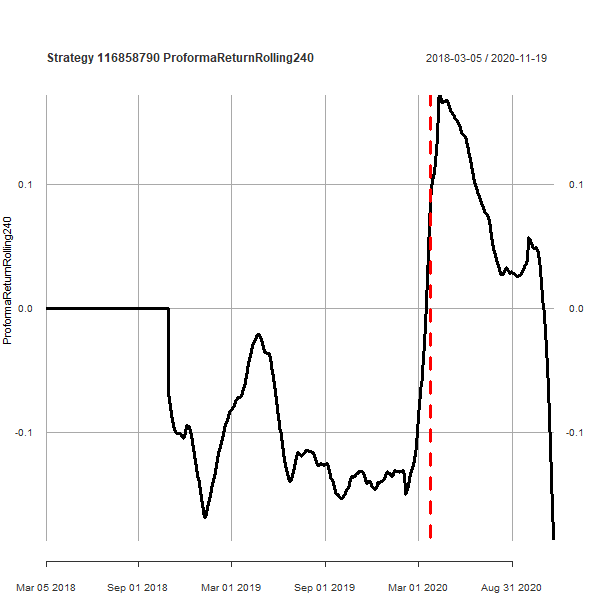 Strategy 116858790 ProformaReturnRolling240
2018-03-05 / 2020-11-19
ProformaReturnRolling240
0.1
0.1
0.0
0.0
-0.1
-0.1
Mar 05 2018
Sep 01 2018
Mar 01 2019
Sep 01 2019
Mar 01 2020
Aug 31 2020